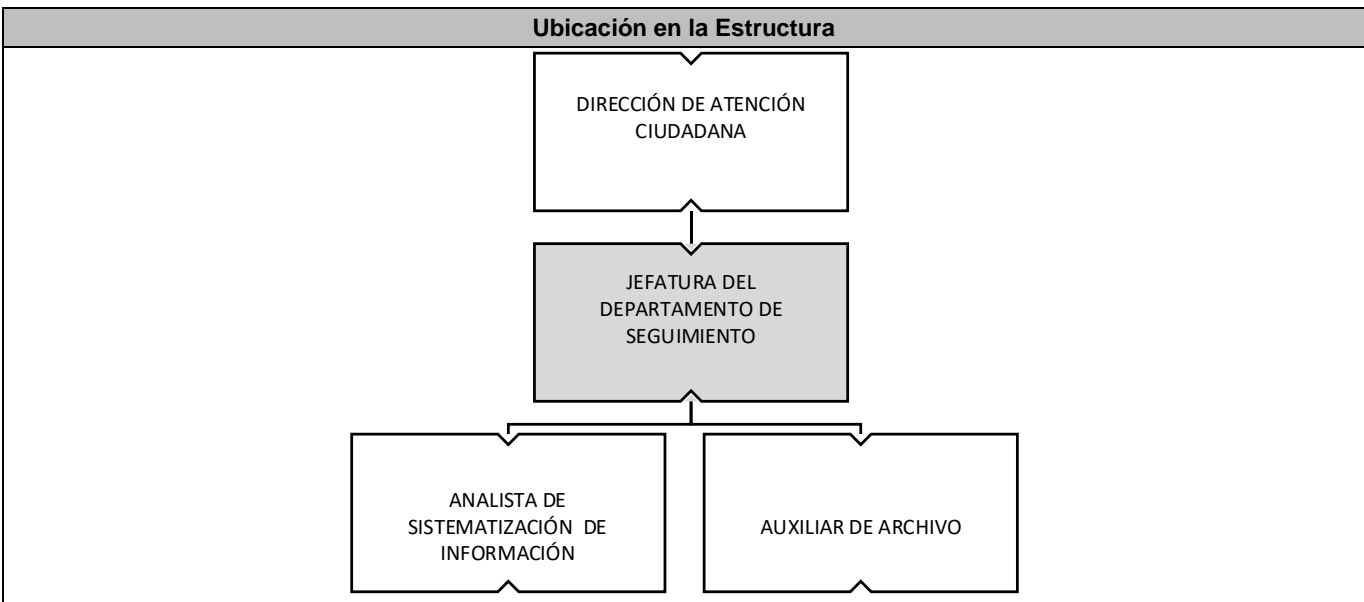 Ubicación en la Estructura
DIRECCIÓN DE ATENCIÓN
CIUDADANA
JEFATURA DEL
DEPARTAMENTO DE
SEGUIMIENTO
ANALISTA DE
SISTEMATIZACIÓN DE
INFORMACIÓN
AUXILIAR DE ARCHIVO